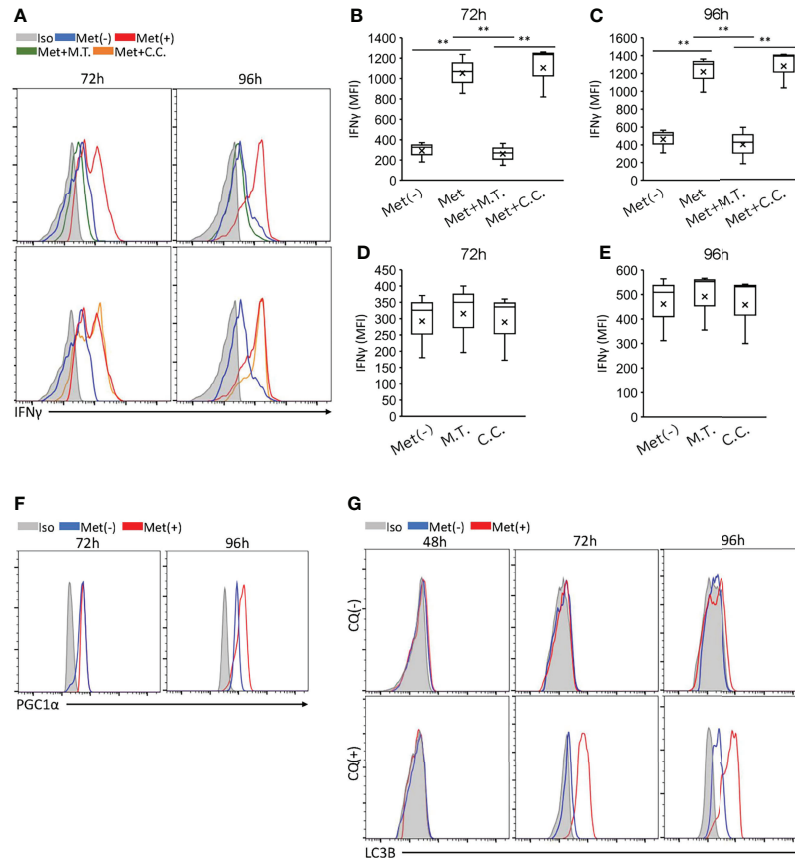 A
Iso Met(-) Met(+)
Met+M.T. Met+C.C.
72h 96h
IFNγ
B
72h
** ** **
IFNγ (MFI)
1400
1200
1000
800
600
400
200
0
Met(-) Met Met+M.T. Met+C.C.
C
96h
** ** **
IFNγ (MFI)
1600
1400
1200
1000
800
600
400
200
0
Met(-) Met Met+M.T. Met+C.C.
D
72h
IFNγ (MFI)
450
400
350
300
250
200
150
100
50
0
Met(-) M.T. C.C.
E
96h
IFNγ (MFI)
600
500
400
300
200
100
0
Met(-) M.T. C.C.
F
Iso Met(-) Met(+)
72h 96h
PGC1α
G
Iso Met(-) Met(+)
48h 72h 96h
CQ(-)
CQ(+)
LC3B